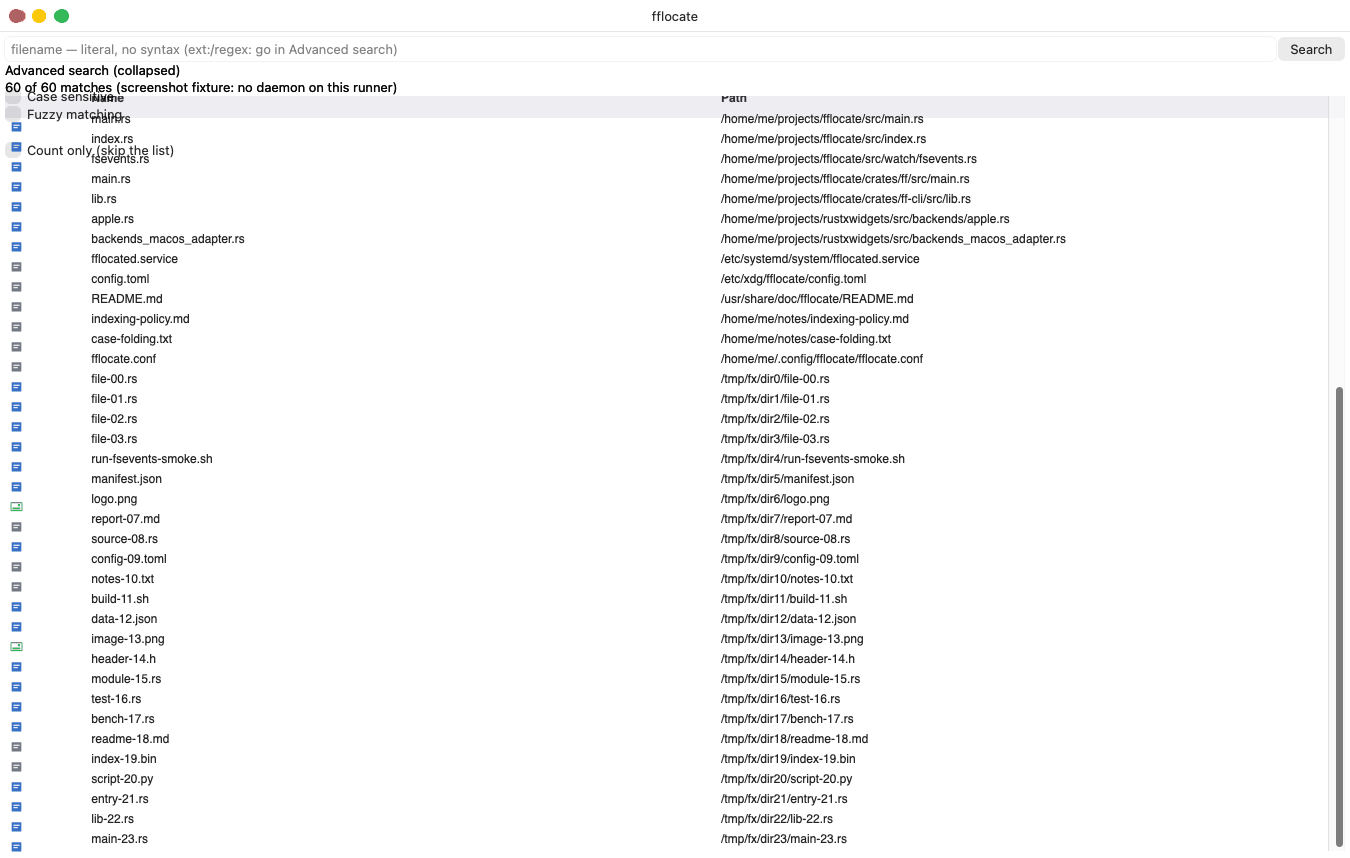 fflocate
filename — literal, no syntax (ext:/regex: go in Advanced search)
Search
Advanced search (collapsed)
60 of 60 matches (screenshot fixture: no daemon on this runner)
Case sensitive
Name Path
Fuzzy matching
main.rs /home/me/projects/fflocate/src/main.rs
index.rs /home/me/projects/fflocate/src/index.rs
Count only (skip the list)
fsevents.rs /home/me/projects/fflocate/src/watch/fsevents.rs
main.rs /home/me/projects/fflocate/crates/ff/src/main.rs
lib.rs /home/me/projects/fflocate/crates/ff-cli/src/lib.rs
apple.rs /home/me/projects/rustxwidgets/src/backends/apple.rs
backends_macos_adapter.rs /home/me/projects/rustxwidgets/src/backends_macos_adapter.rs
fflocated.service /etc/systemd/system/fflocated.service
config.toml /etc/xdg/fflocate/config.toml
README.md /usr/share/doc/fflocate/README.md
indexing-policy.md /home/me/notes/indexing-policy.md
case-folding.txt /home/me/notes/case-folding.txt
fflocate.conf /home/me/.config/fflocate/fflocate.conf
file-00.rs /tmp/fx/dir0/file-00.rs
file-01.rs /tmp/fx/dir1/file-01.rs
file-02.rs /tmp/fx/dir2/file-02.rs
file-03.rs /tmp/fx/dir3/file-03.rs
run-fsevents-smoke.sh /tmp/fx/dir4/run-fsevents-smoke.sh
manifest.json /tmp/fx/dir5/manifest.json
logo.png /tmp/fx/dir6/logo.png
report-07.md /tmp/fx/dir7/report-07.md
source-08.rs /tmp/fx/dir8/source-08.rs
config-09.toml /tmp/fx/dir9/config-09.toml
notes-10.txt /tmp/fx/dir10/notes-10.txt
build-11.sh /tmp/fx/dir11/build-11.sh
data-12.json /tmp/fx/dir12/data-12.json
image-13.png /tmp/fx/dir13/image-13.png
header-14.h /tmp/fx/dir14/header-14.h
module-15.rs /tmp/fx/dir15/module-15.rs
test-16.rs /tmp/fx/dir16/test-16.rs
bench-17.rs /tmp/fx/dir17/bench-17.rs
readme-18.md /tmp/fx/dir18/readme-18.md
index-19.bin /tmp/fx/dir19/index-19.bin
script-20.py /tmp/fx/dir20/script-20.py
entry-21.rs /tmp/fx/dir21/entry-21.rs
lib-22.rs /tmp/fx/dir22/lib-22.rs
main-23.rs /tmp/fx/dir23/main-23.rs